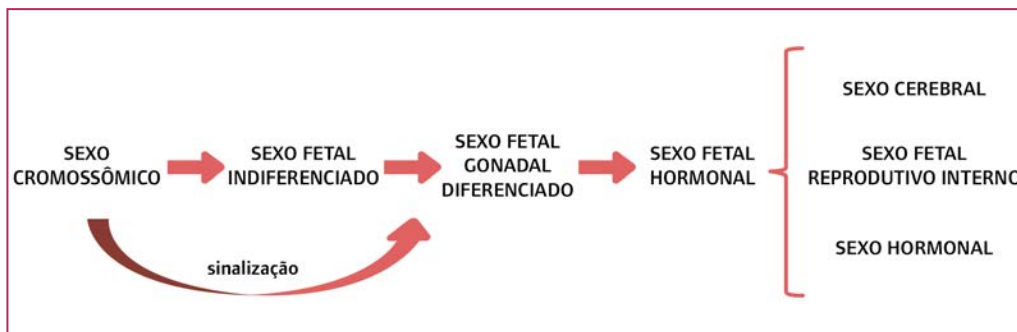 SEXO
CROMOSSÔMICO
SEXO FETAL
INDIFERENCIADO
sinalização
SEXO FETAL
GONADAL
DIFERENCIADO
SEXO FETAL
HORMONAL
SEXO CEREBRAL
SEXO FETAL
REPRODUTIVO INTERNO
SEXO HORMONAL